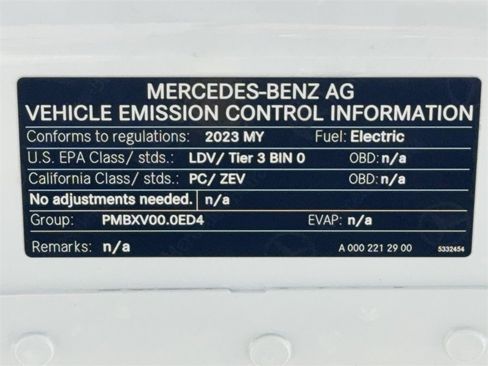 MERCEDES-BENZ AG
VEHICLE EMISSION CONTROL INFORMATION
Conforms to regulations: 2023 MY Fuel: Electric
U.S. EPA Class/ stds.: LDV/ Tier 3 BIN 0 OBD: n/a
California Class/ stds.: PC/ ZEV OBD: n/a
No adjustments needed. n/a
Group: PMBXV00.0ED4 EVAP: n/a
Remarks: n/a A 000 221 29 00 5332454